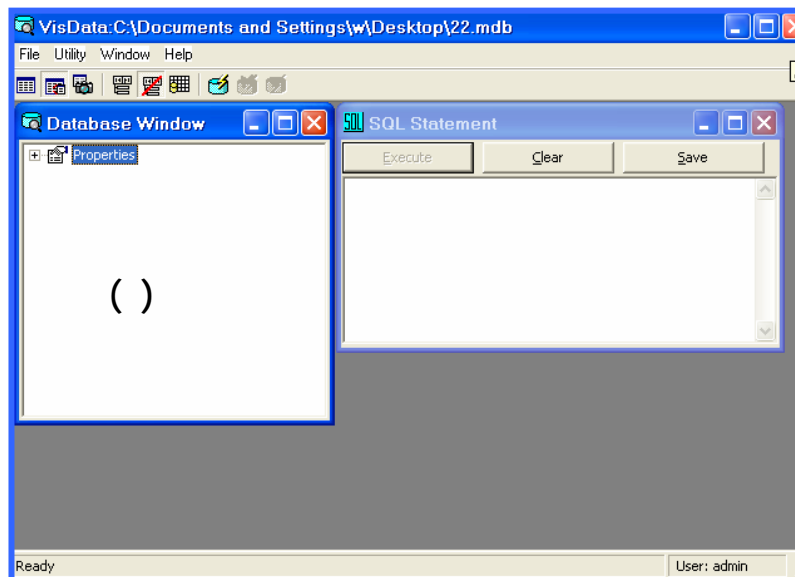 VisData:C:\Documents and Settings\w\Desktop\22.mdb
File Utility Window Help
Database Window
Properties
( )
SQL Statement
Execute Clear Save
Ready User: admin